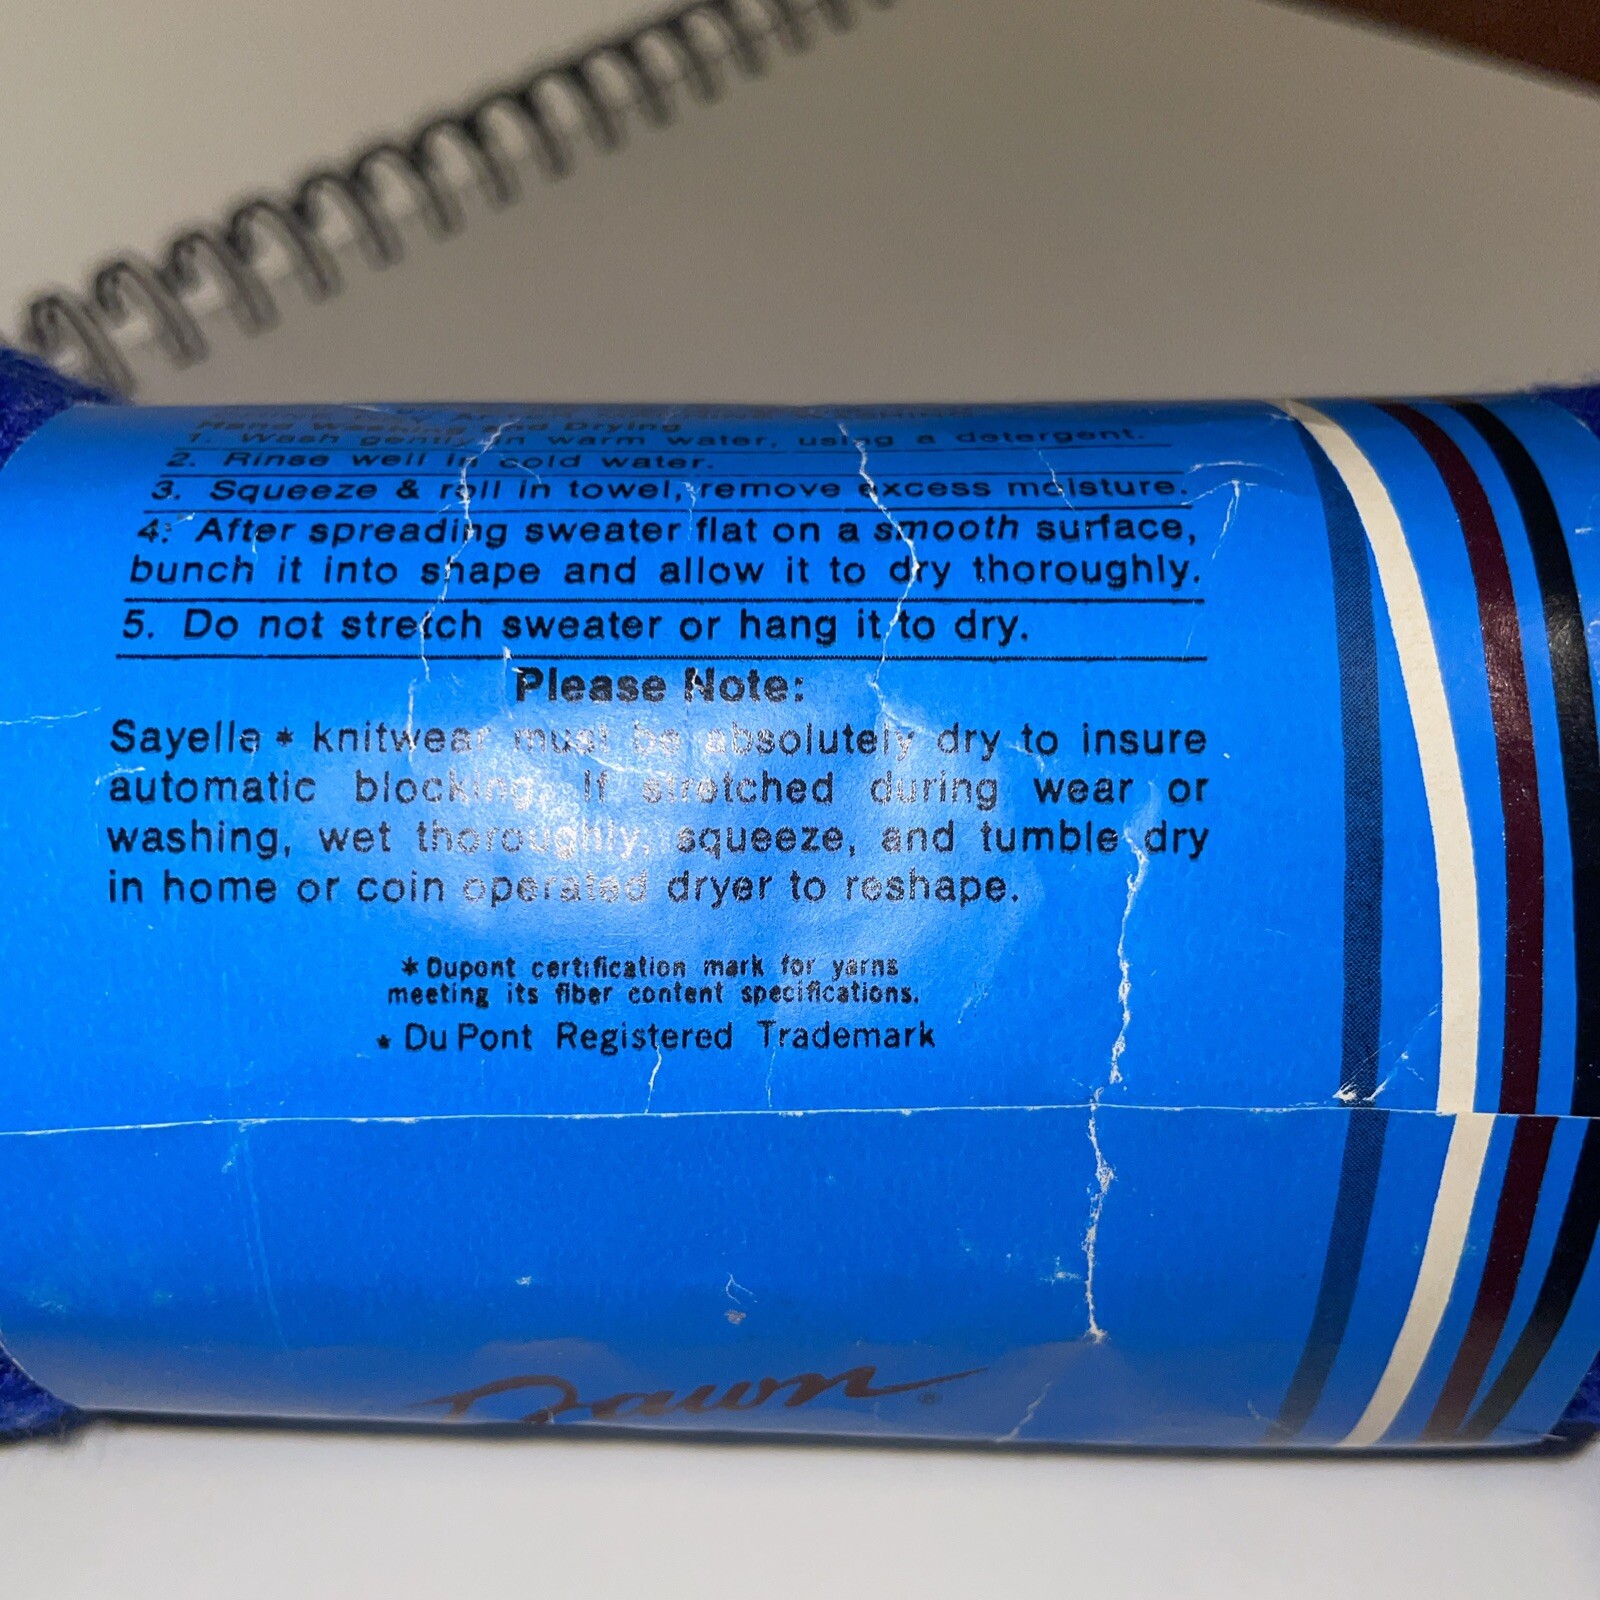 Hand Washing and Drying
1. Wash gently in warm water, using a detergent.
2. Rinse well in cold water.
3. Squeeze & roll in towel, remove excess moisture.
4. After spreading sweater flat on a smooth surface,
bunch it into shape and allow it to dry thoroughly.
5. Do not stretch sweater or hang it to dry.
Please Note:
Sayelle * knitwear must be absolutely dry to insure
automatic blocking. If stretched during wear or
washing, wet thoroughly, squeeze, and tumble dry
in home or coin operated dryer to reshape.
* Dupont certification mark for yarns
meeting its fiber content specifications.
* Du Pont Registered Trademark
Dawn ®